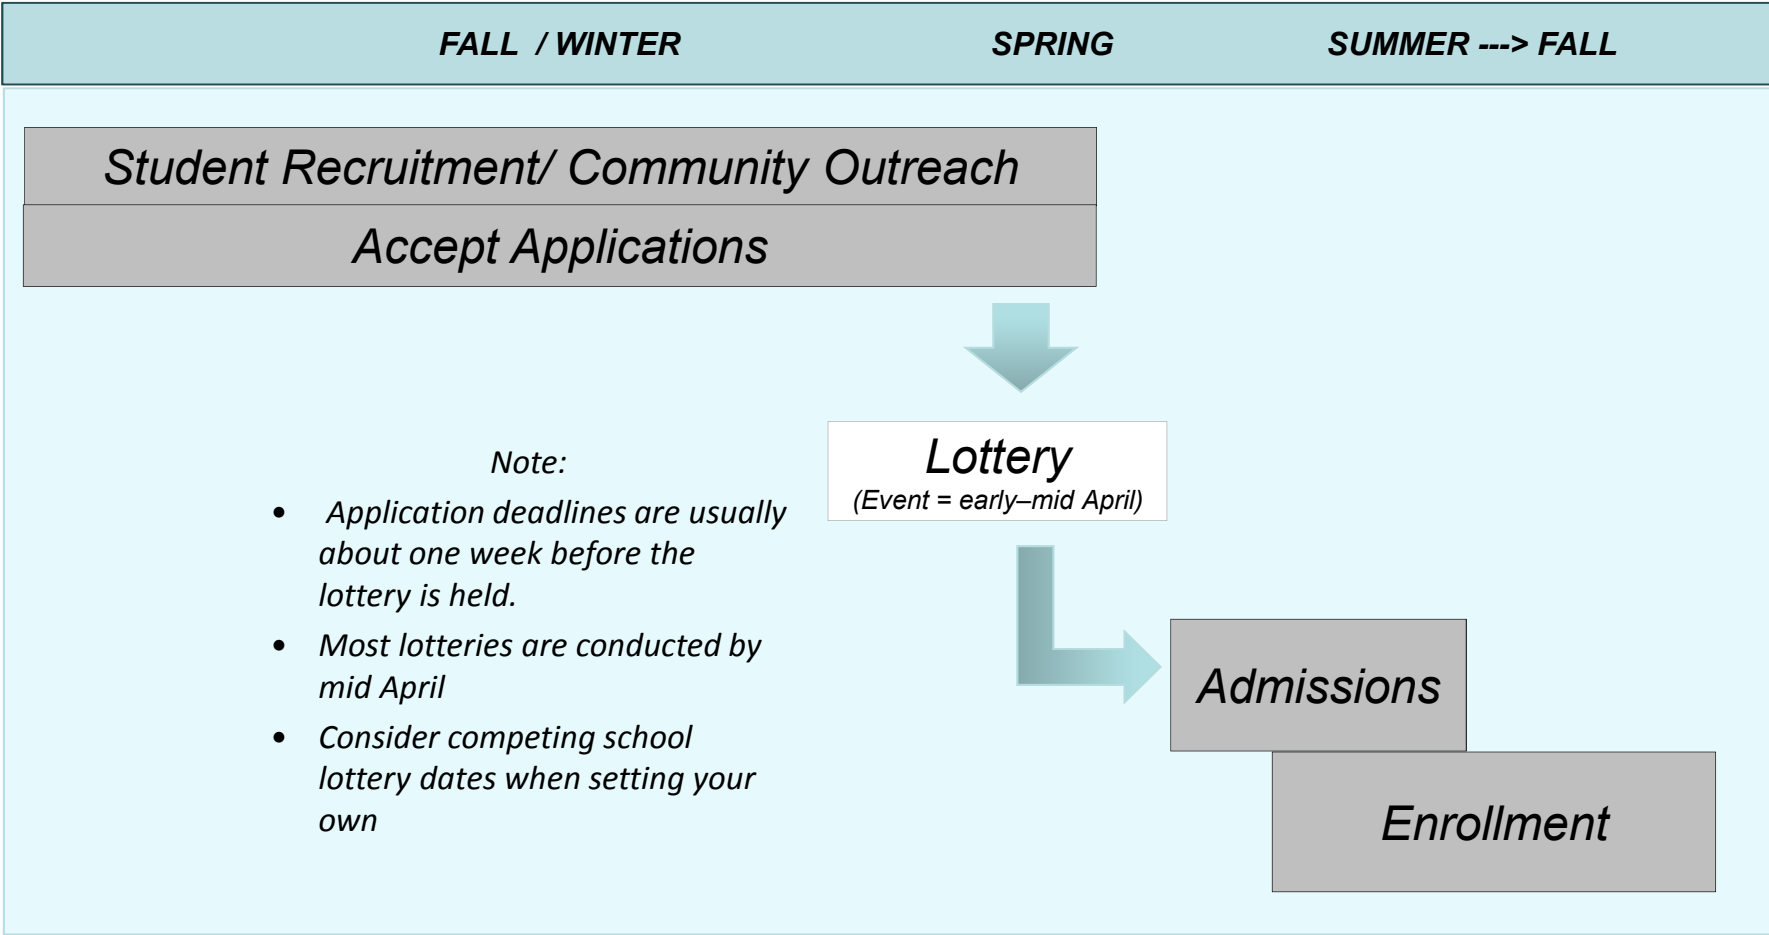 FALL / WINTER SPRING SUMMER ---> FALL
Student Recruitment/ Community Outreach
Accept Applications
Lottery
(Event = early–mid April)
Note:
• Application deadlines are usually
about one week before the
lottery is held.
• Most lotteries are conducted by
mid April
• Consider competing school
lottery dates when setting your
own
Admissions
Enrollment